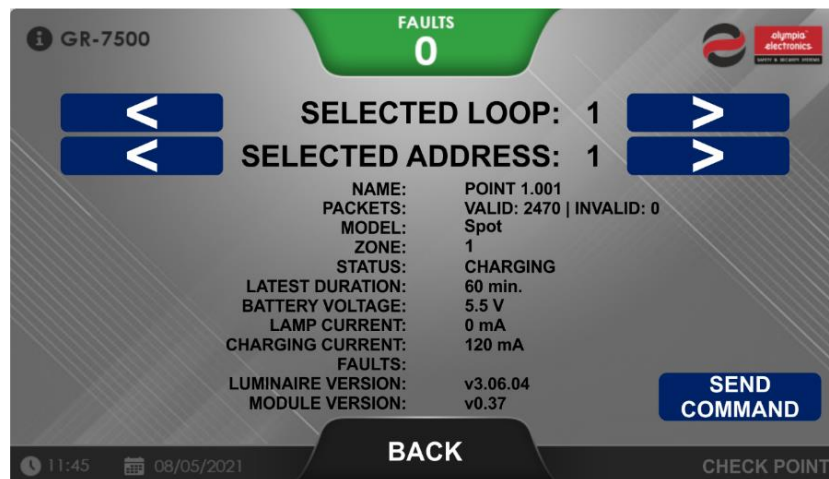 GR-7500
FAULTS
0
olympia
electronics
SAFETY & SECURITY SYSTEMS
< SELECTED LOOP: 1 >
< SELECTED ADDRESS: 1 >
NAME: POINT 1.001
PACKETS: VALID: 2470 | INVALID: 0
MODEL: Spot
ZONE: 1
STATUS: CHARGING
LATEST DURATION: 60 min.
BATTERY VOLTAGE: 5.5 V
LAMP CURRENT: 0 mA
CHARGING CURRENT: 120 mA
FAULTS:
LUMINAIRE VERSION: v3.06.04
MODULE VERSION: v0.37
SEND
COMMAND
BACK
11:45 08/05/2021
CHECK POINT